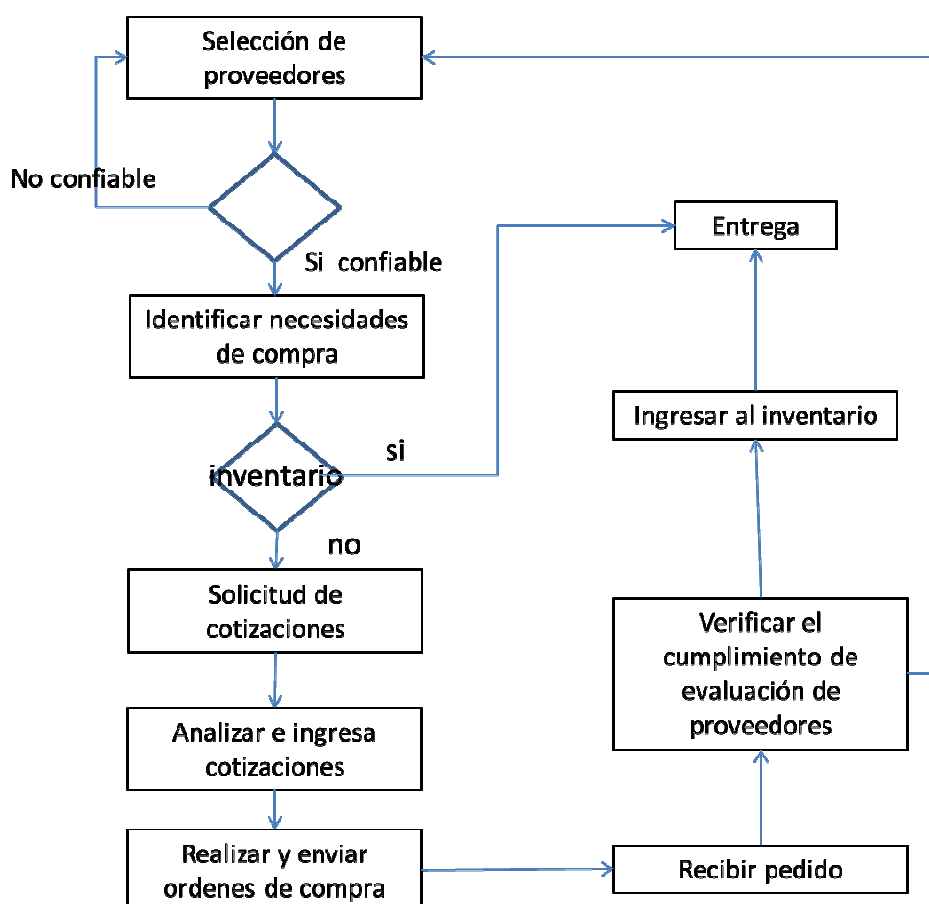 Selección de
proveedores
No confiable
Si confiable
Identificar necesidades
de compra
inventario
si
no
Solicitud de
cotizaciones
Analizar e ingresa
cotizaciones
Realizar y enviar
ordenes de compra
Recibir pedido
Verificar el
cumplimiento de
evaluación de
proveedores
Ingresar al inventario
Entrega